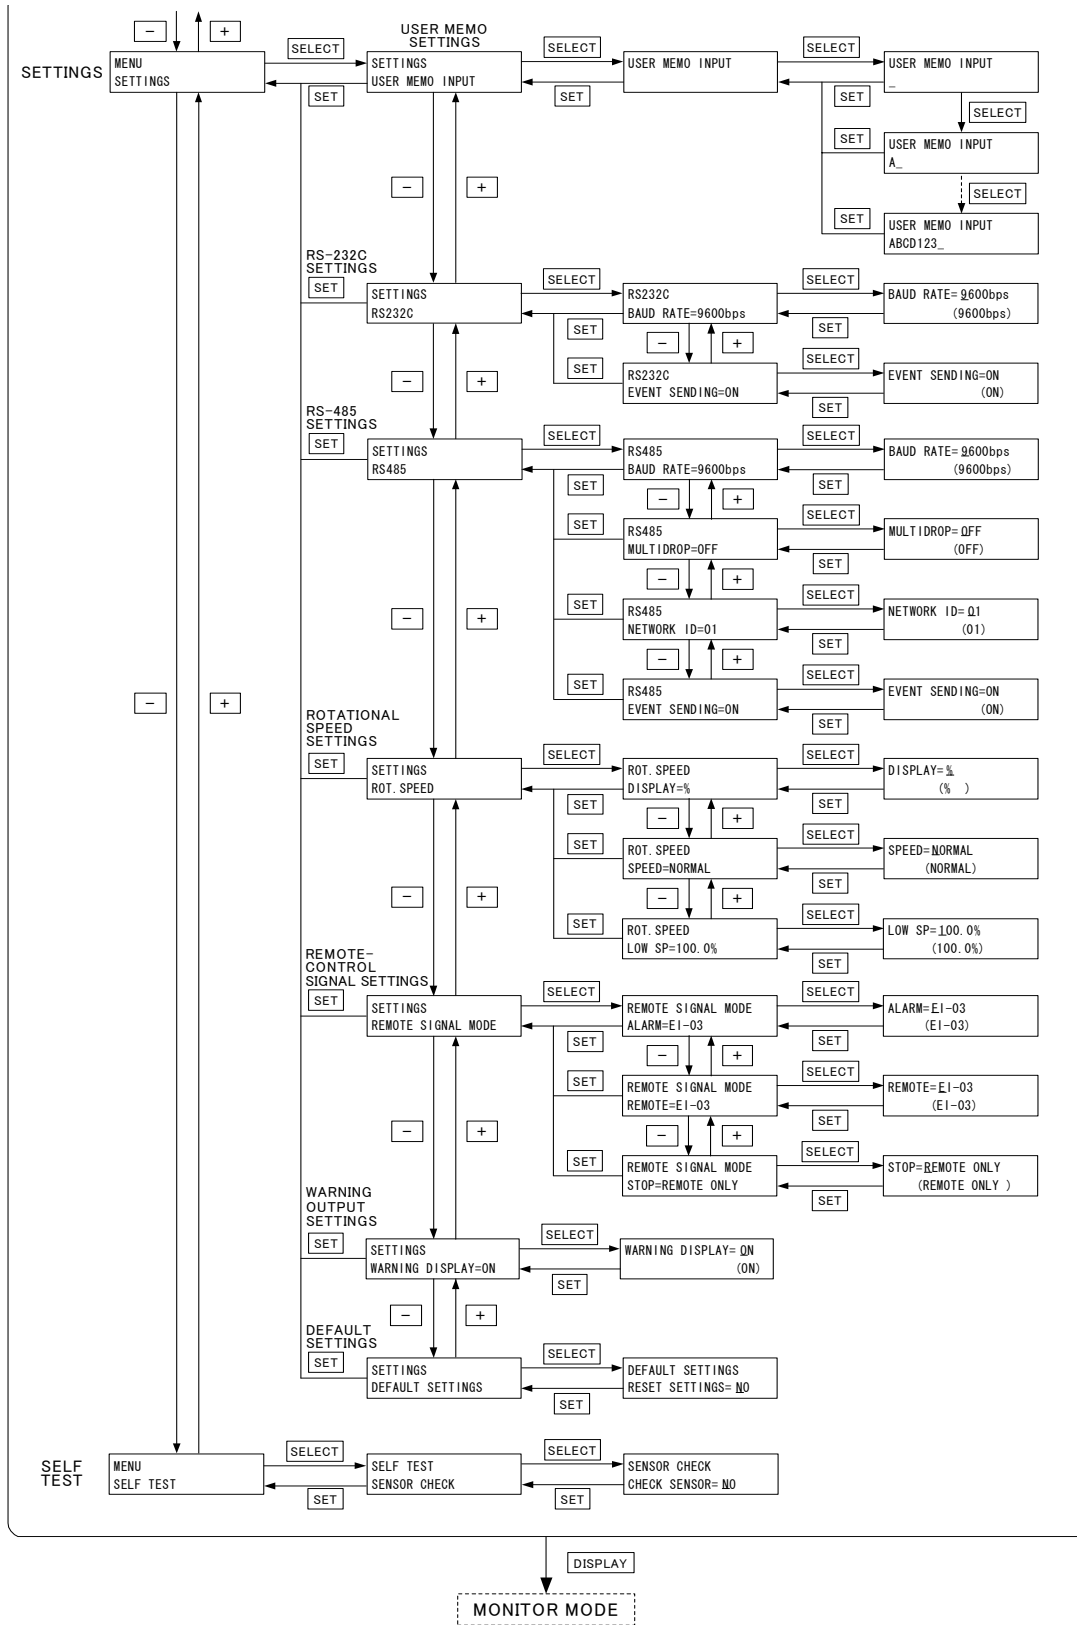 − +
USER MEMO
SETTINGS
SETTINGS
MENU
SETTINGS
SELECT
SET
SETTINGS
USER MEMO INPUT
SELECT
SET
USER MEMO INPUT
SELECT
SET
USER MEMO INPUT
_
SELECT
SET
USER MEMO INPUT
A_
SELECT
SET
USER MEMO INPUT
ABCD123_
− +
RS-232C
SETTINGS
SET
SETTINGS
RS232C
SELECT
SET
RS232C
BAUD RATE=9600bps
SELECT
SET
BAUD RATE=9600bps
(9600bps)
− +
SET
RS232C
EVENT SENDING=ON
SELECT
SET
EVENT SENDING=ON
(ON)
− +
RS-485
SETTINGS
SET
SETTINGS
RS485
SELECT
SET
RS485
BAUD RATE=9600bps
SELECT
SET
BAUD RATE=9600bps
(9600bps)
− +
SET
RS485
MULTIDROP=OFF
SELECT
SET
MULTIDROP=OFF
(OFF)
− +
SET
RS485
NETWORK ID=01
SELECT
SET
NETWORK ID=01
(01)
− +
SET
RS485
EVENT SENDING=ON
SELECT
SET
EVENT SENDING=ON
(ON)
− +
− +
ROTATIONAL
SPEED
SETTINGS
SET
SETTINGS
ROT.SPEED
SELECT
SET
ROT.SPEED
DISPLAY=%
SELECT
SET
DISPLAY=%
(% )
− +
SET
ROT.SPEED
SPEED=NORMAL
SELECT
SET
SPEED=NORMAL
(NORMAL)
− +
SET
ROT.SPEED
LOW SP=100.0%
SELECT
SET
LOW SP=100.0%
(100.0%)
− +
REMOTE-
CONTROL
SIGNAL SETTINGS
SET
SETTINGS
REMOTE SIGNAL MODE
SELECT
SET
REMOTE SIGNAL MODE
ALARM=EI-03
SELECT
SET
ALARM=EI-03
(EI-03)
− +
SET
REMOTE SIGNAL MODE
REMOTE=EI-03
SELECT
SET
REMOTE=EI-03
(EI-03)
− +
SET
REMOTE SIGNAL MODE
STOP=REMOTE ONLY
SELECT
SET
STOP=REMOTE ONLY
(REMOTE ONLY )
− +
WARNING
OUTPUT
SETTINGS
SET
SETTINGS
WARNING DISPLAY=ON
SELECT
SET
WARNING DISPLAY=ON
(ON)
− +
DEFAULT
SETTINGS
SET
SETTINGS
DEFAULT SETTINGS
SELECT
SET
DEFAULT SETTINGS
RESET SETTINGS=NO
SELF
TEST
MENU
SELF TEST
SELECT
SET
SELF TEST
SENSOR CHECK
SELECT
SET
SENSOR CHECK
CHECK SENSOR=NO
DISPLAY
MONITOR MODE